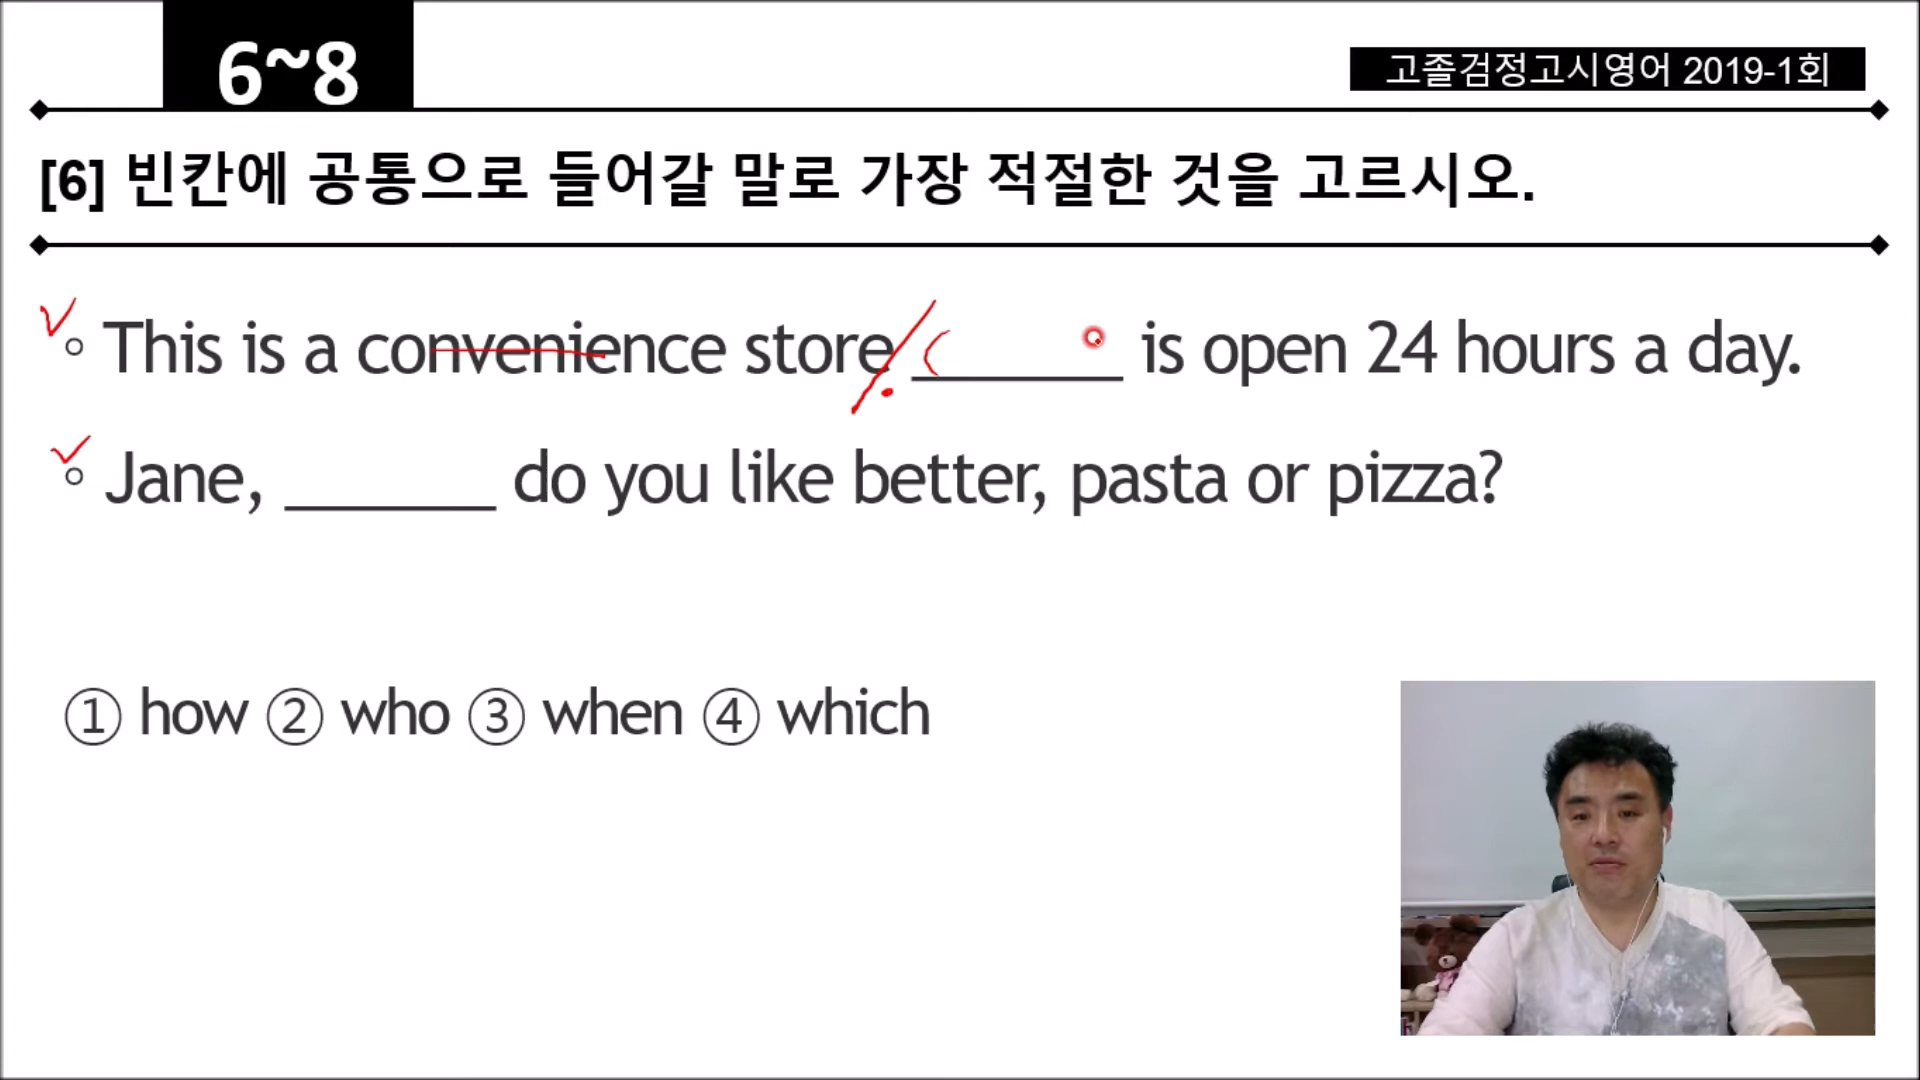 6~8
고졸검정고시영어 2019-1회
[6] 빈칸에 공통으로 들어갈 말로 가장 적절한 것을 고르시오.
◦ This is a convenience store ______ is open 24 hours a day.
◦ Jane, ______ do you like better, pasta or pizza?
① how ② who ③ when ④ which